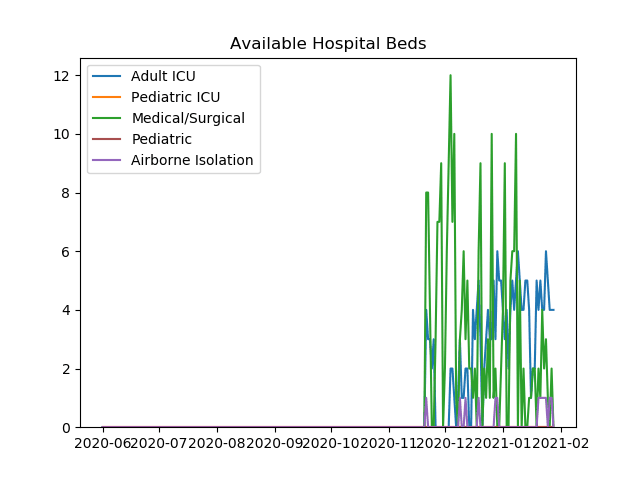 Available Hospital Beds
12
10
8
6
4
2
0
Adult ICU
Pediatric ICU
Medical/Surgical
Pediatric
Airborne Isolation
2020-06 2020-07 2020-08 2020-09 2020-10 2020-11 2020-12 2021-01 2021-02